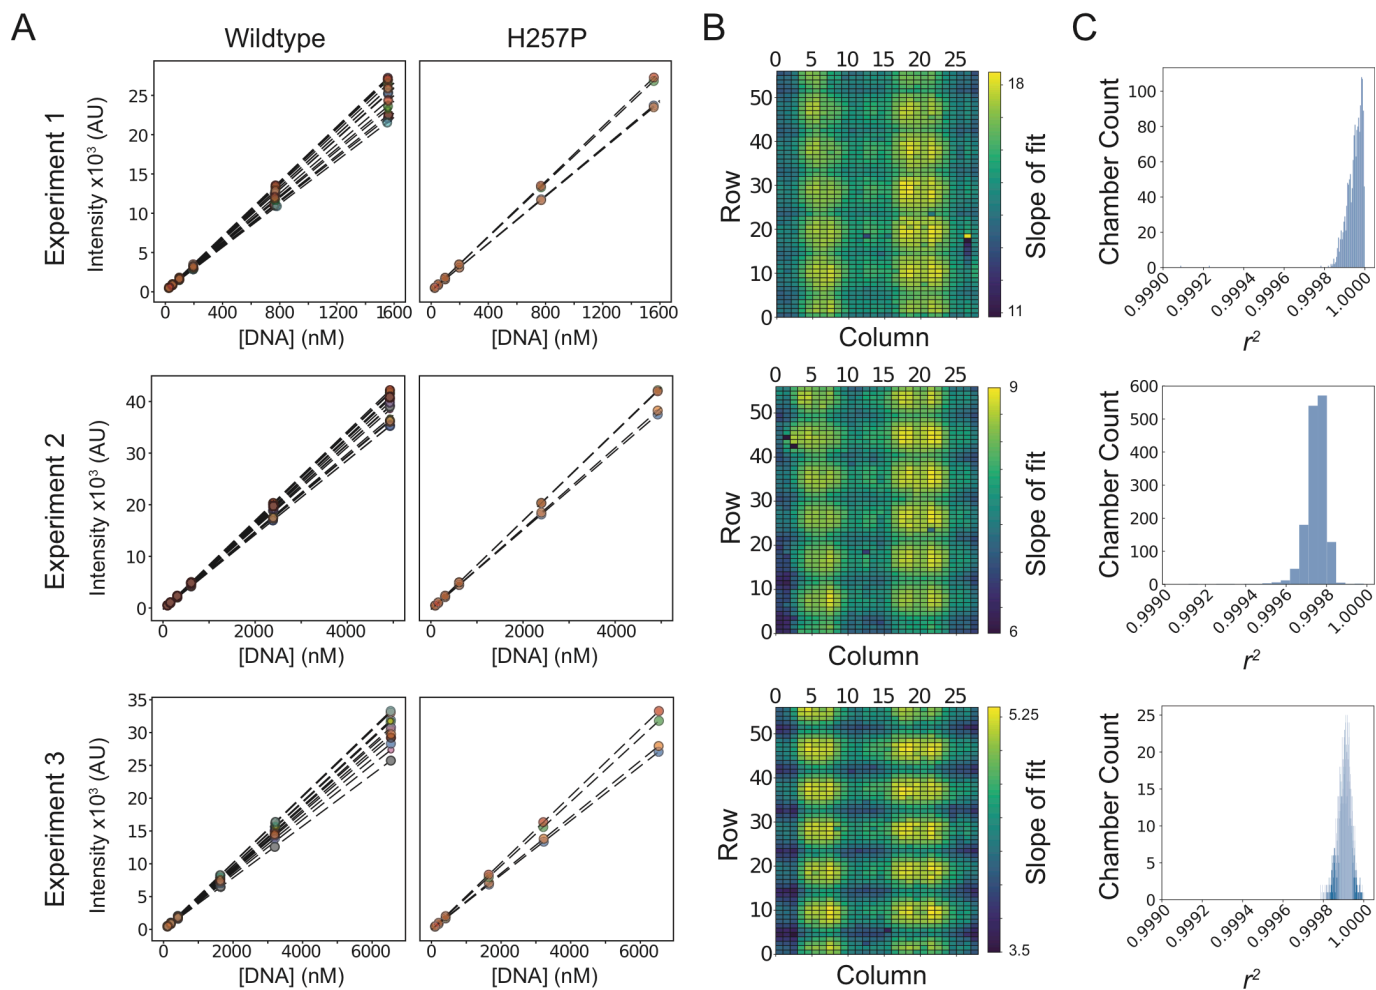 A
B
C
Wildtype
H257P
Experiment 1
Intensity x10³ (AU)
25
20
15
10
5
0
0 400 800 1200 1600
[DNA] (nM)
0 400 800 1200 1600
[DNA] (nM)
0 5 10 15 20 25
Row
50
40
30
20
10
0
Column
18
11
Slope of fit
Chamber Count
100
80
60
40
20
0
0.9990 0.9992 0.9994 0.9996 0.9998 1.0000
r²
Experiment 2
Intensity x10³ (AU)
40
30
20
10
0
0 2000 4000
[DNA] (nM)
0 2000 4000
[DNA] (nM)
0 5 10 15 20 25
Row
50
40
30
20
10
0
Column
9
6
Slope of fit
Chamber Count
600
500
400
300
200
100
0
0.9990 0.9992 0.9994 0.9996 0.9998 1.0000
r²
Experiment 3
Intensity x10³ (AU)
35
30
25
20
15
10
5
0
0 2000 4000 6000
[DNA] (nM)
0 2000 4000 6000
[DNA] (nM)
0 5 10 15 20 25
Row
50
40
30
20
10
0
Column
5.25
3.5
Slope of fit
Chamber Count
25
20
15
10
5
0
0.9990 0.9992 0.9994 0.9996 0.9998 1.0000
r²